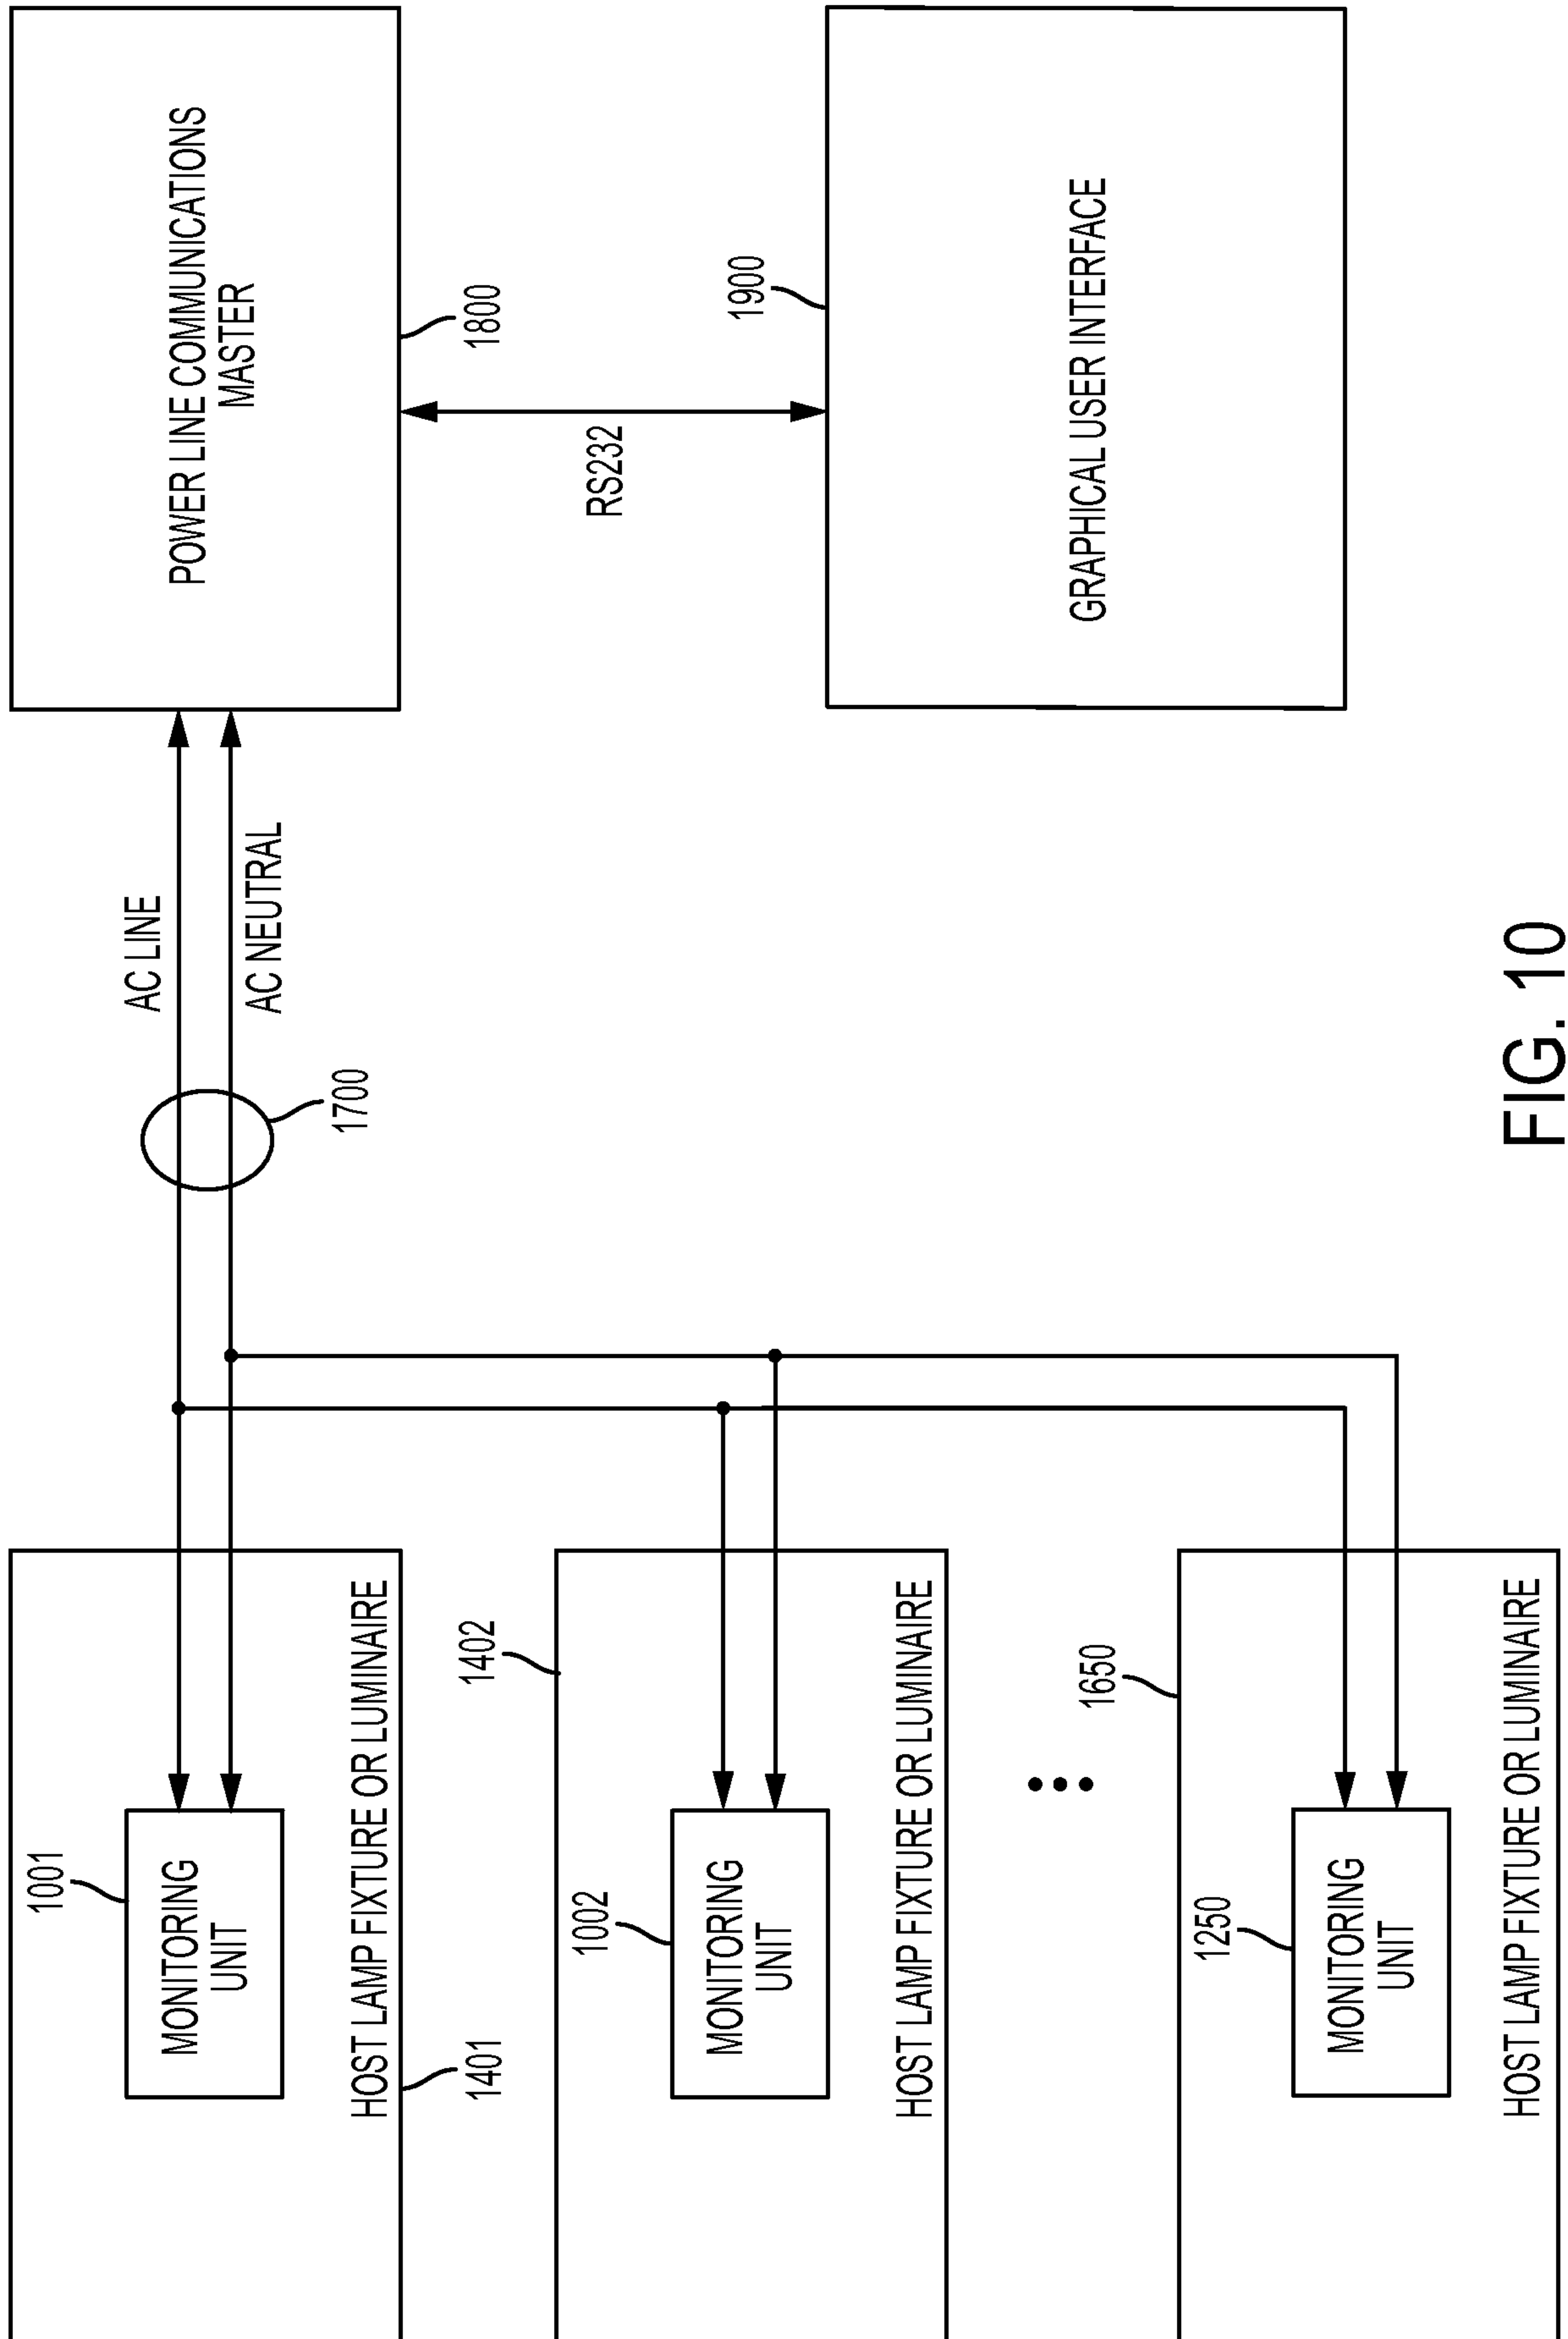 1001
MONITORING
UNIT
HOST LAMP FIXTURE OR LUMINAIRE
1401
1402
1002
MONITORING
UNIT
HOST LAMP FIXTURE OR LUMINAIRE
1650
1250
MONITORING
UNIT
HOST LAMP FIXTURE OR LUMINAIRE
AC LINE
AC NEUTRAL
1700
POWER LINE COMMUNICATIONS
MASTER
1800
RS232
1900
GRAPHICAL USER INTERFACE
FIG. 10